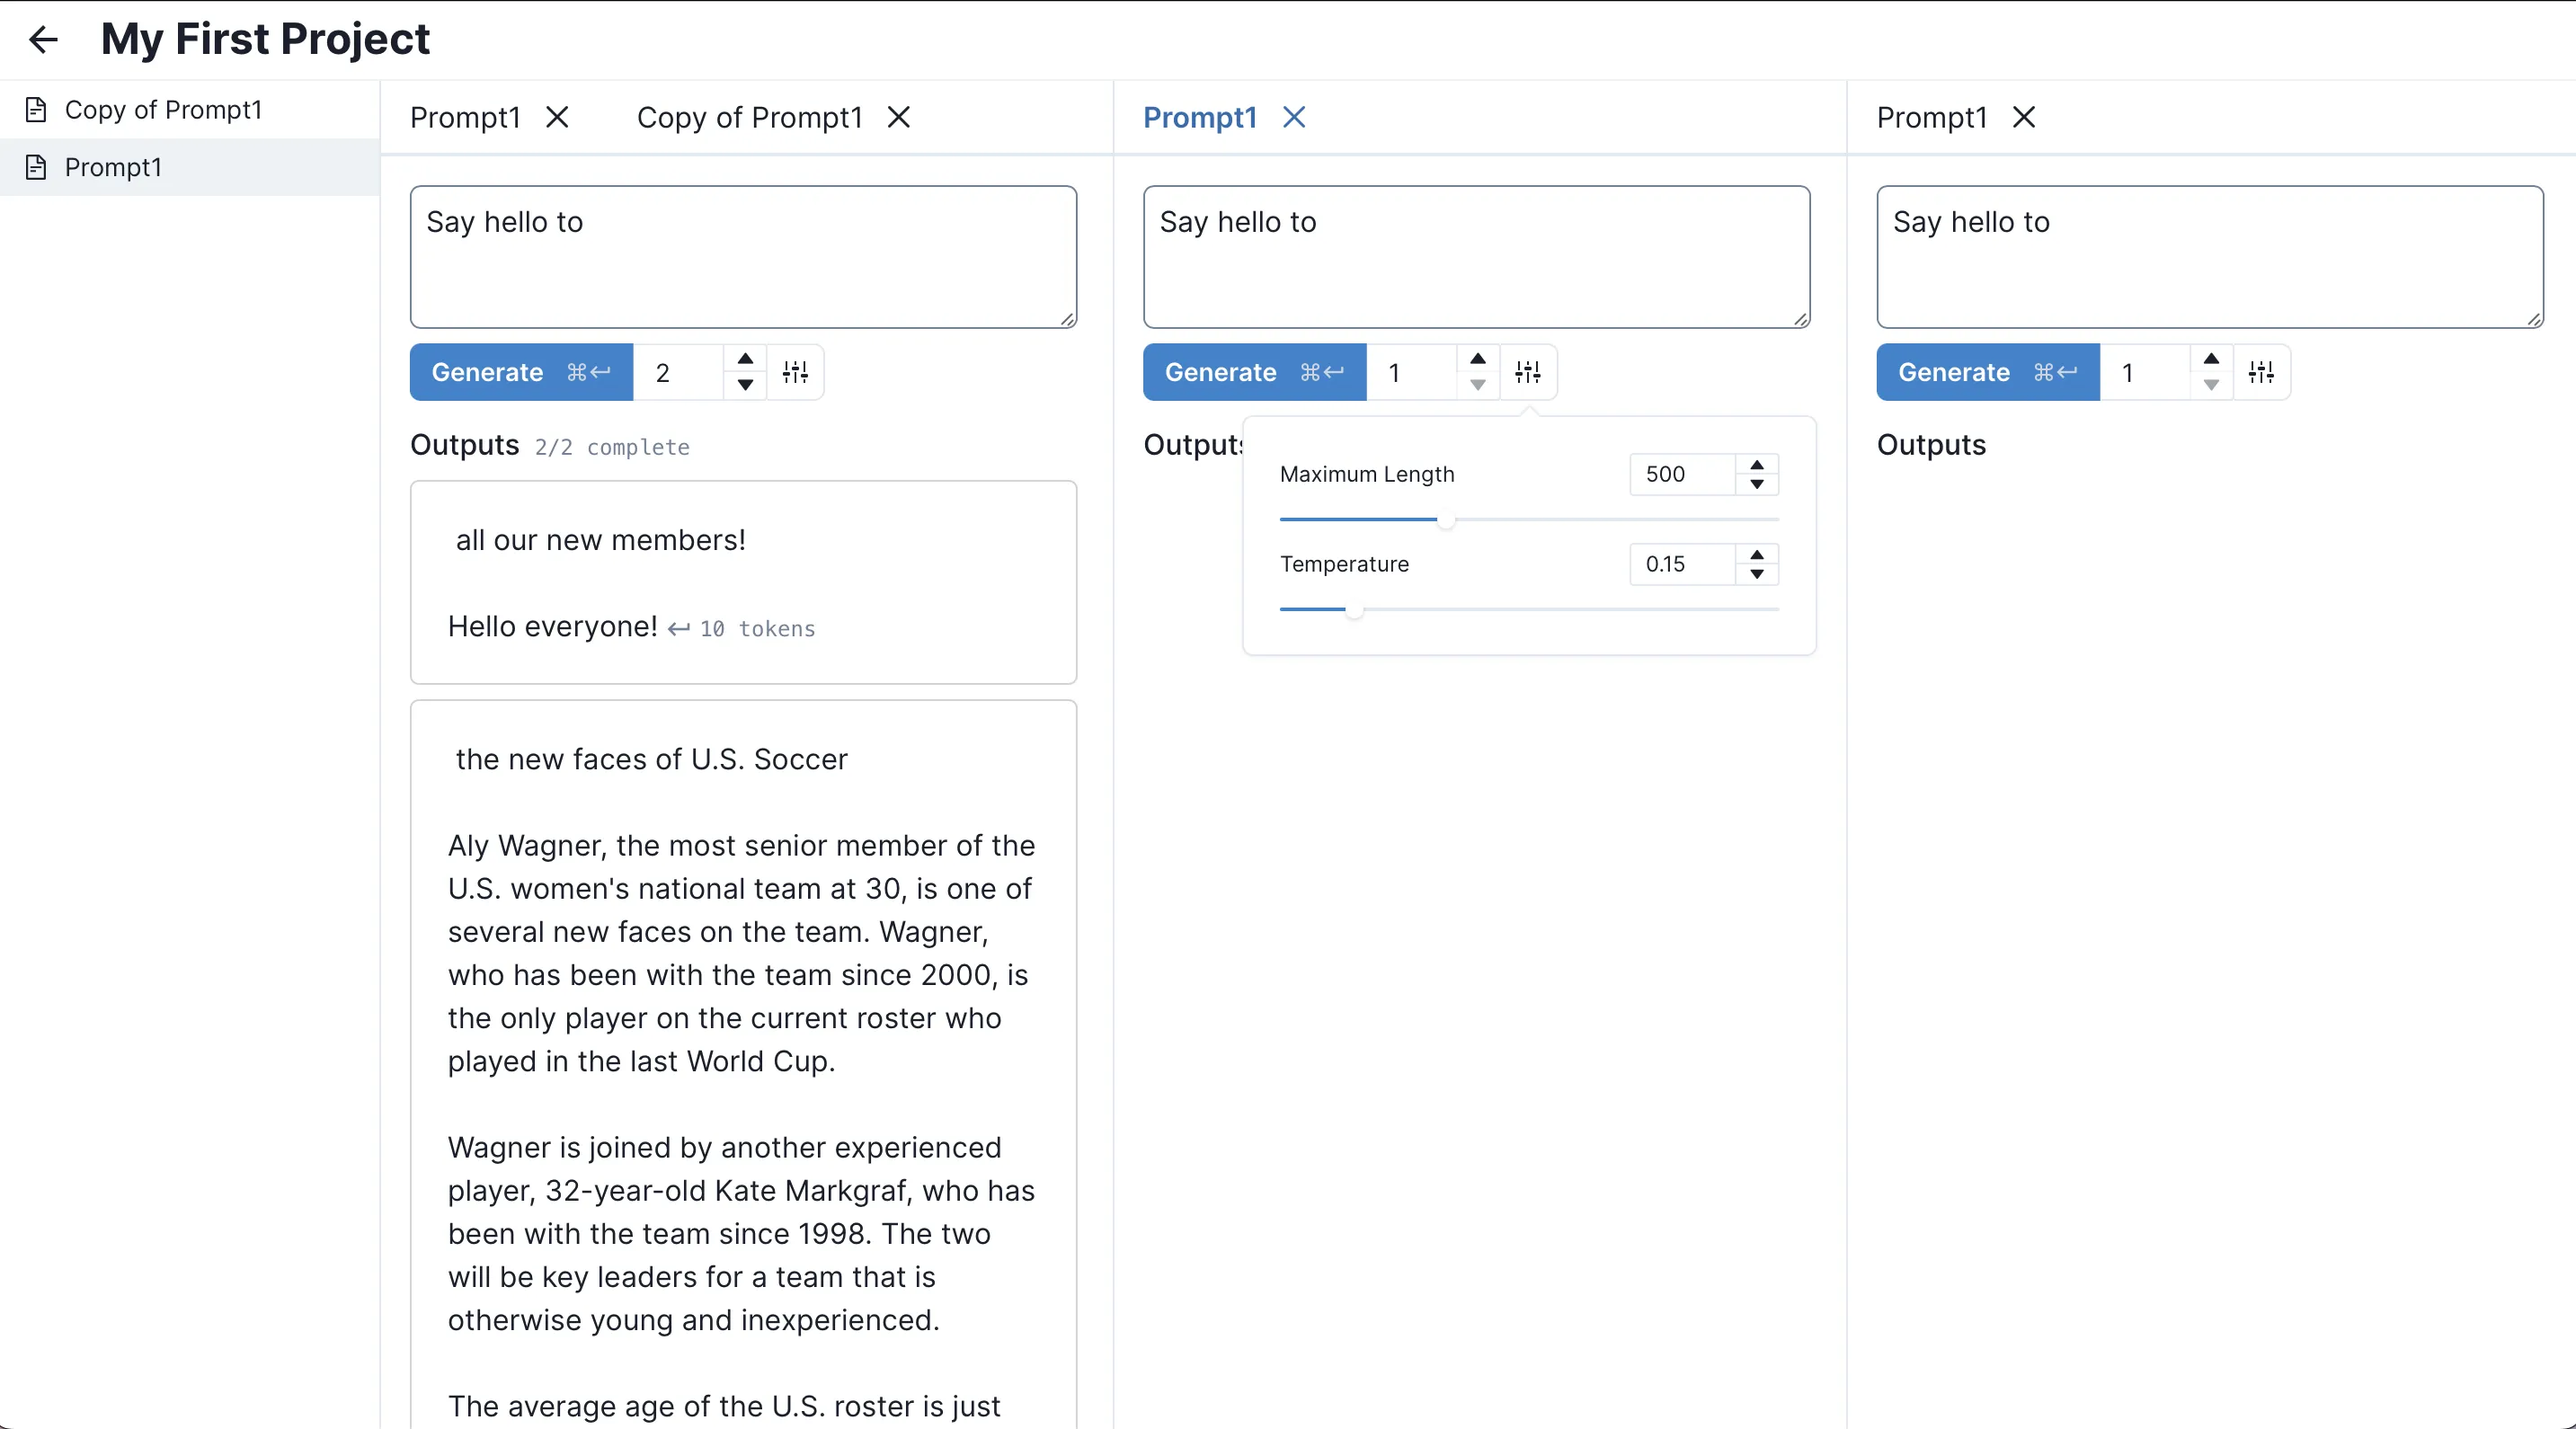 My First Project
Copy of Prompt1
Prompt1
Prompt1
Copy of Prompt1
Say hello to
Generate ⌘↩
2
Outputs 2/2 complete
all our new members!
Hello everyone! ↩ 10 tokens
the new faces of U.S. Soccer
Aly Wagner, the most senior member of the
U.S. women's national team at 30, is one of
several new faces on the team. Wagner,
who has been with the team since 2000, is
the only player on the current roster who
played in the last World Cup.
Wagner is joined by another experienced
player, 32-year-old Kate Markgraf, who has
been with the team since 1998. The two
will be key leaders for a team that is
otherwise young and inexperienced.
The average age of the U.S. roster is just
Prompt1
Say hello to
Generate ⌘↩
1
Outputs
Maximum Length
500
Temperature
0.15
Prompt1
Say hello to
Generate ⌘↩
1
Outputs